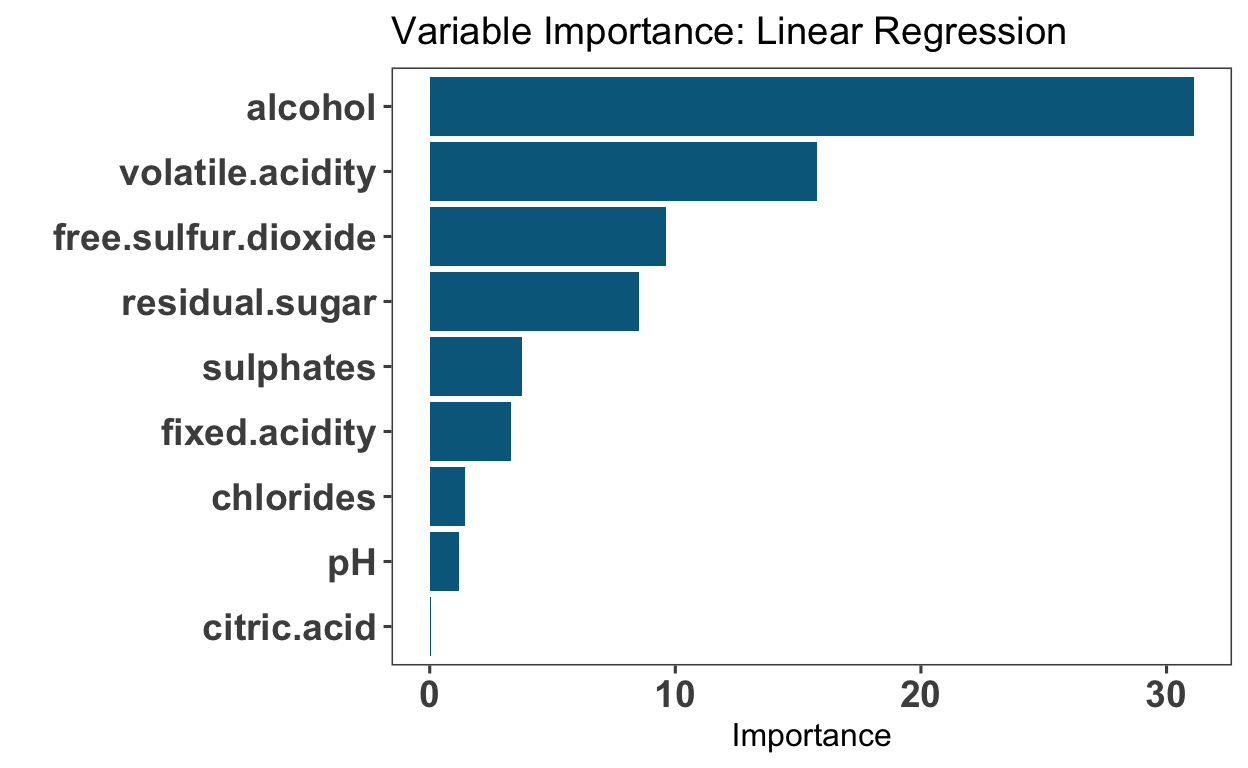 Variable Importance: Linear Regression
alcohol
volatile.acidity
free.sulfur.dioxide
residual.sugar
sulphates
fixed.acidity
chlorides
pH
citric.acid
0 10 20 30
Importance